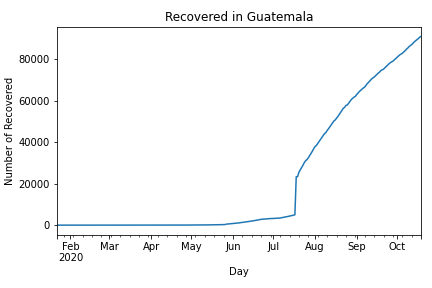 Recovered in Guatemala
Number of Recovered
80000
60000
40000
20000
0
Feb Mar Apr May Jun Jul Aug Sep Oct
2020
Day